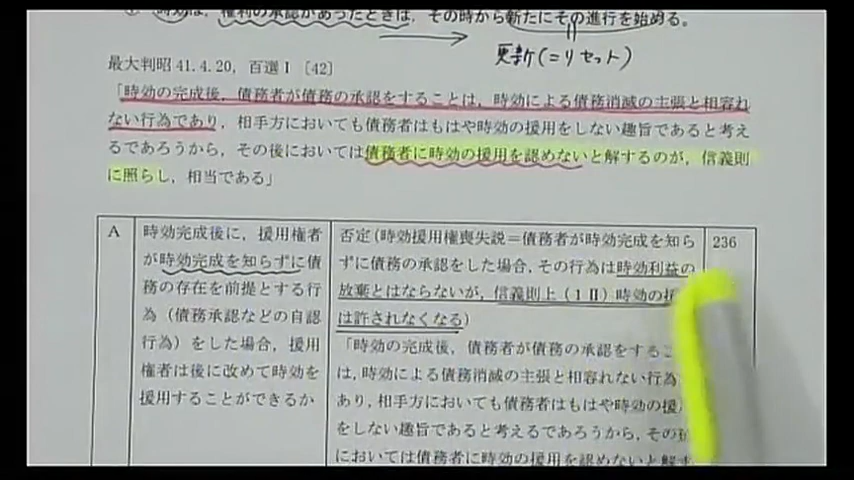 ① 時効は，権利の承認があったときは，その時から新たにその進行を始める。
更新(=リセット)
最大判昭 41.4.20，百選Ⅰ［42］
「時効の完成後，債務者が債務の承認をすることは，時効による債務消滅の主張と相容れ
ない行為であり，相手方においても債務者はもはや時効の援用をしない趣旨であると考え
るであろうから，その後においては債務者に時効の援用を認めないと解するのが，信義則
に照らし，相当である」
A
時効完成後に，援用権者
が時効完成を知らずに債
務の存在を前提とする行
為（債務承認などの自認
行為）をした場合，援用
権者は後に改めて時効を
援用することができるか
否定（時効援用権喪失説＝債務者が時効完成を知ら
ずに債務の承認をした場合，その行為は時効利益の
放棄とはならないが，信義則上（1Ⅱ）時効の援
は許されなくなる）
「時効の完成後，債務者が債務の承認をするこ
は，時効による債務消滅の主張と相容れない行為
あり，相手方においても債務者はもはや時効の援
をしない趣旨であると考えるであろうから，その
においては債務者に時効の援用を認めないと解す
236